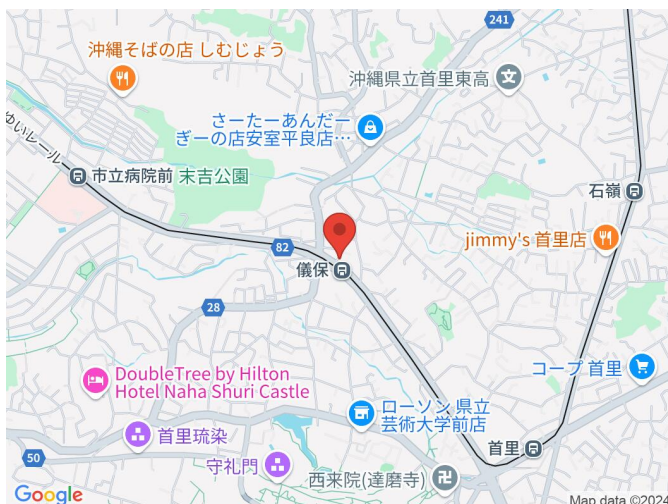 241
沖縄そばの店 しむじょう
沖縄県立首里東高
さーたーあんだー
ぎーの店安室平良店…
ゆいレール
市立病院前
末吉公園
石嶺
jimmy's 首里店
82
儀保
28
コープ 首里
DoubleTree by Hilton
Hotel Naha Shuri Castle
ローソン 県立
芸術大学前店
首里琉染
首里
50
守礼門
西来院(達磨寺)
Google
Map data ©2024